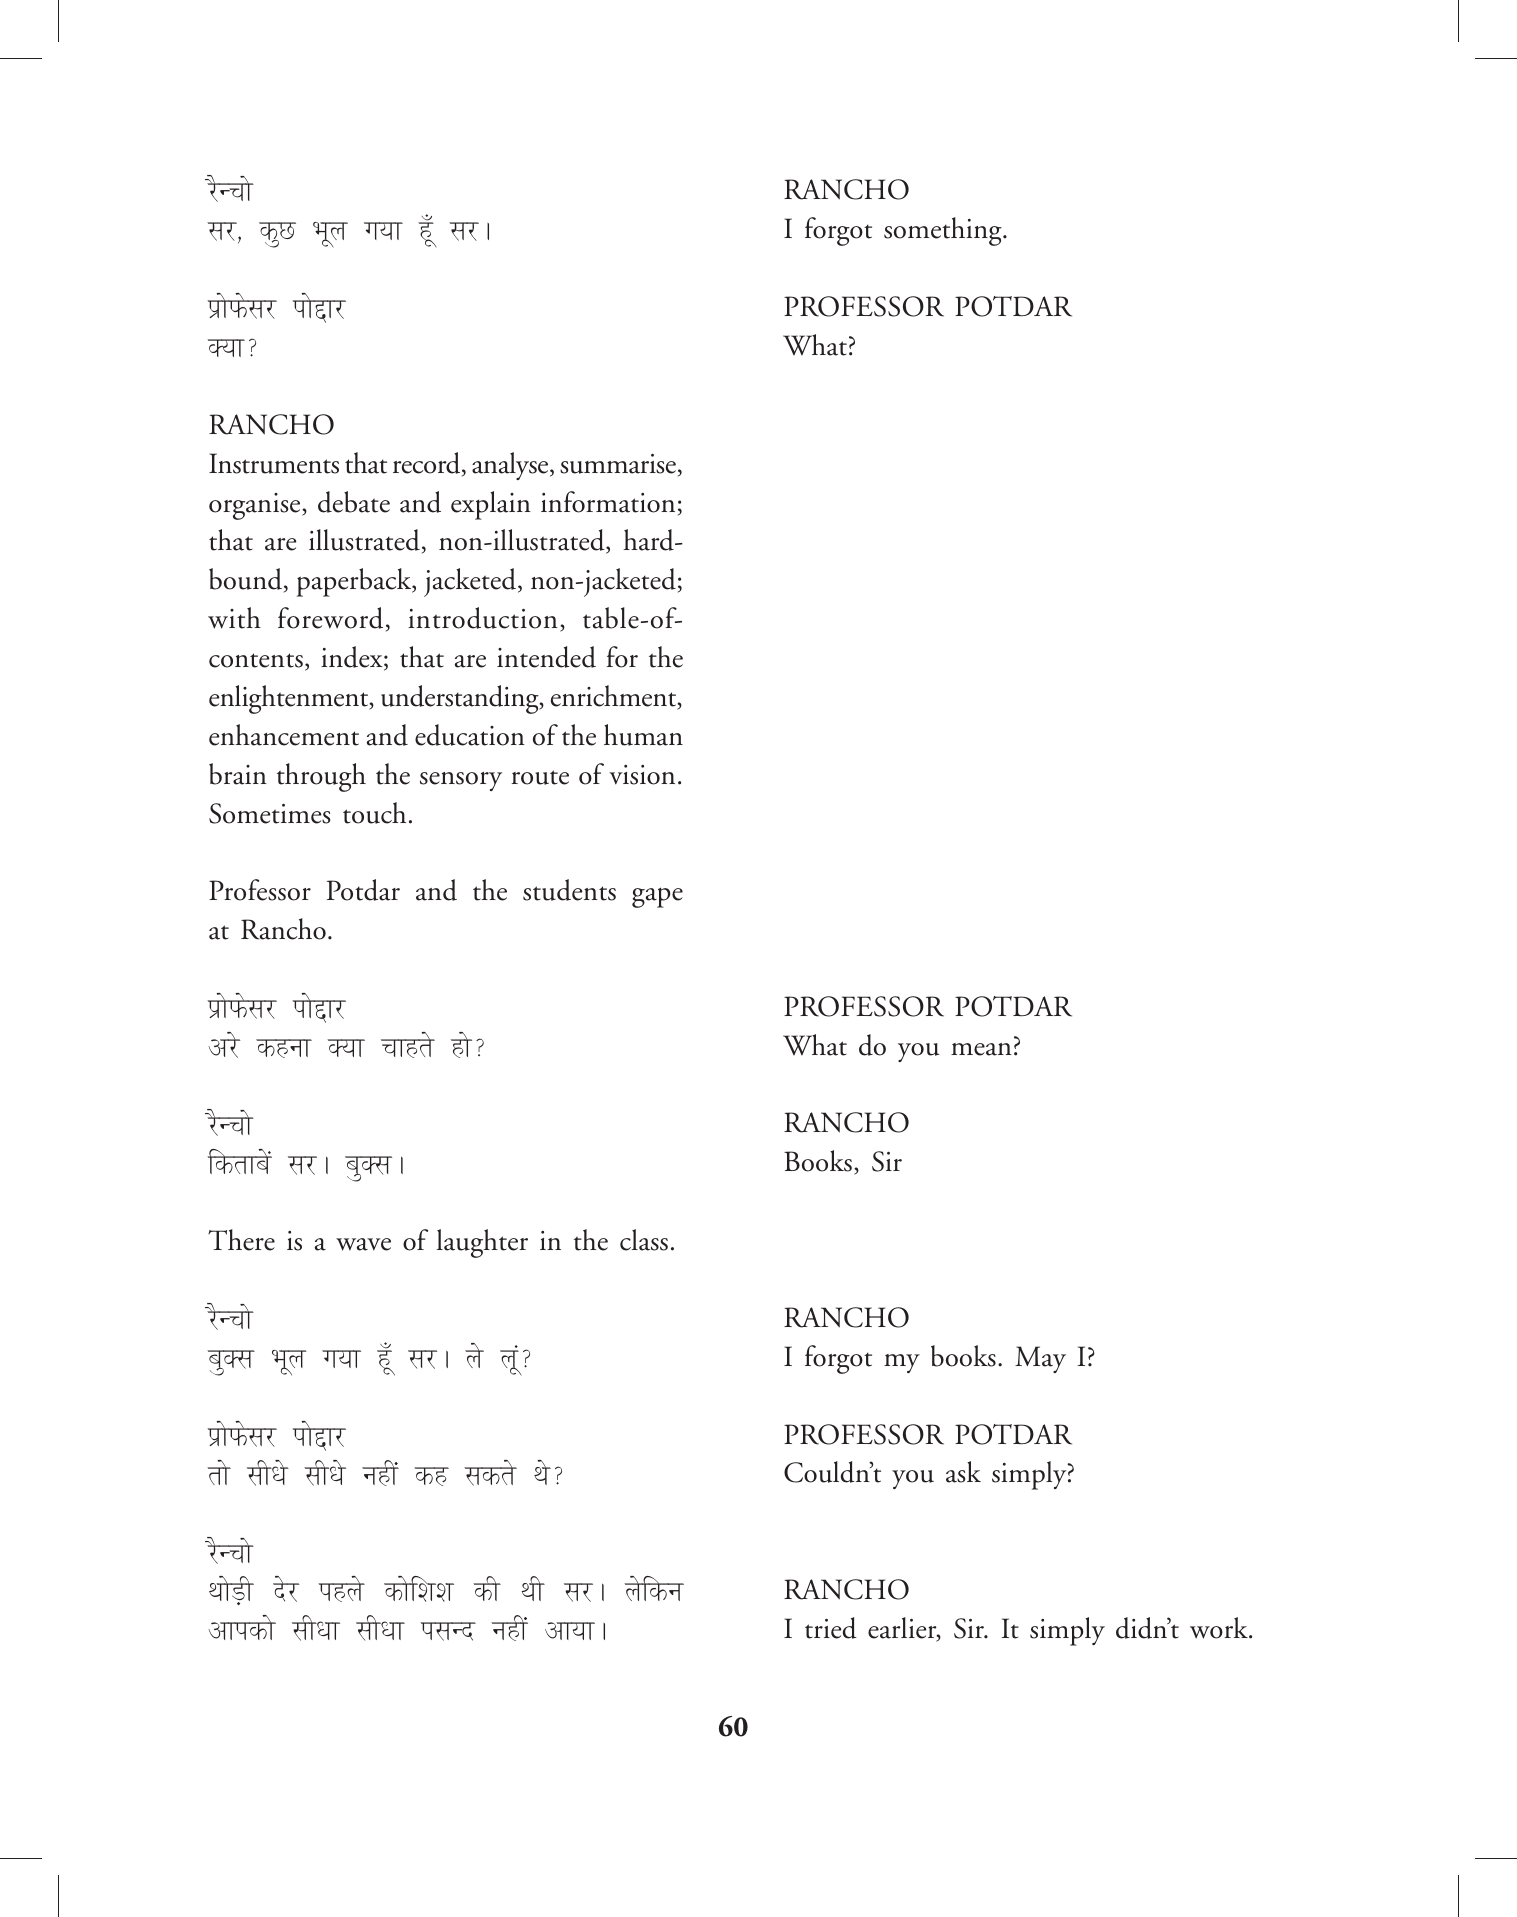 रैन्चो
सर, कुछ भूल गया हूँ सर।
प्रोफेसर पोद्दार
क्या?
RANCHO
Instruments that record, analyse, summarise,
organise, debate and explain information;
that are illustrated, non-illustrated, hard-
bound, paperback, jacketed, non-jacketed;
with foreword, introduction, table-of-
contents, index; that are intended for the
enlightenment, understanding, enrichment,
enhancement and education of the human
brain through the sensory route of vision.
Sometimes touch.
Professor Potdar and the students gape
at Rancho.
प्रोफेसर पोद्दार
अरे कहना क्या चाहते हो?
रैन्चो
किताबें सर। बुक्स।
There is a wave of laughter in the class.
रैन्चो
बुक्स भूल गया हूँ सर। ले लूं?
प्रोफेसर पोद्दार
तो सीधे सीधे नहीं कह सकते थे?
रैन्चो
थोड़ी देर पहले कोशिश की थी सर। लेकिन
आपको सीधा सीधा पसन्द नहीं आया।
RANCHO
I forgot something.
PROFESSOR POTDAR
What?
PROFESSOR POTDAR
What do you mean?
RANCHO
Books, Sir
RANCHO
I forgot my books. May I?
PROFESSOR POTDAR
Couldn't you ask simply?
RANCHO
I tried earlier, Sir. It simply didn't work.
60